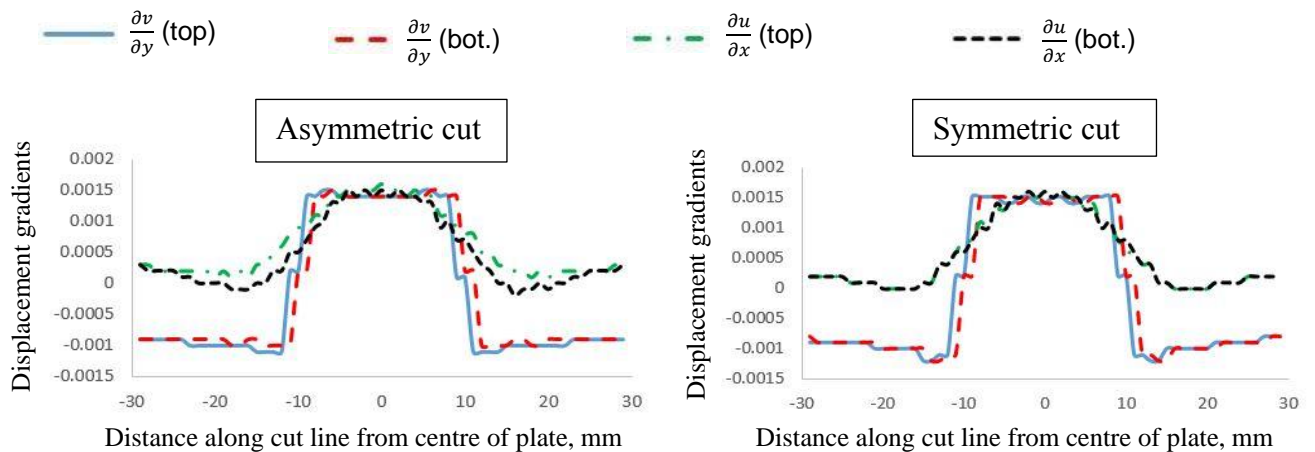 ∂v/∂y (top) ∂v/∂y (bot.) ∂u/∂x (top) ∂u/∂x (bot.)
Asymmetric cut
Displacement gradients
0.002
0.0015
0.001
0.0005
0
-0.0005
-0.001
-0.0015
-30 -20 -10 0 10 20 30
Distance along cut line from centre of plate, mm
Symmetric cut
Displacement gradients
0.002
0.0015
0.001
0.0005
0
-0.0005
-0.001
-0.0015
-30 -20 -10 0 10 20 30
Distance along cut line from centre of plate, mm